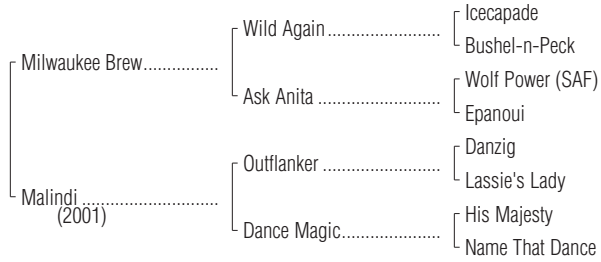 Icecapade
Wild Again
Bushel-n-Peck
Milwaukee Brew
Wolf Power (SAF)
Ask Anita
Epanoui
Danzig
Outflanker
Lassie's Lady
Malindi
(2001)
His Majesty
Dance Magic
Name That Dance